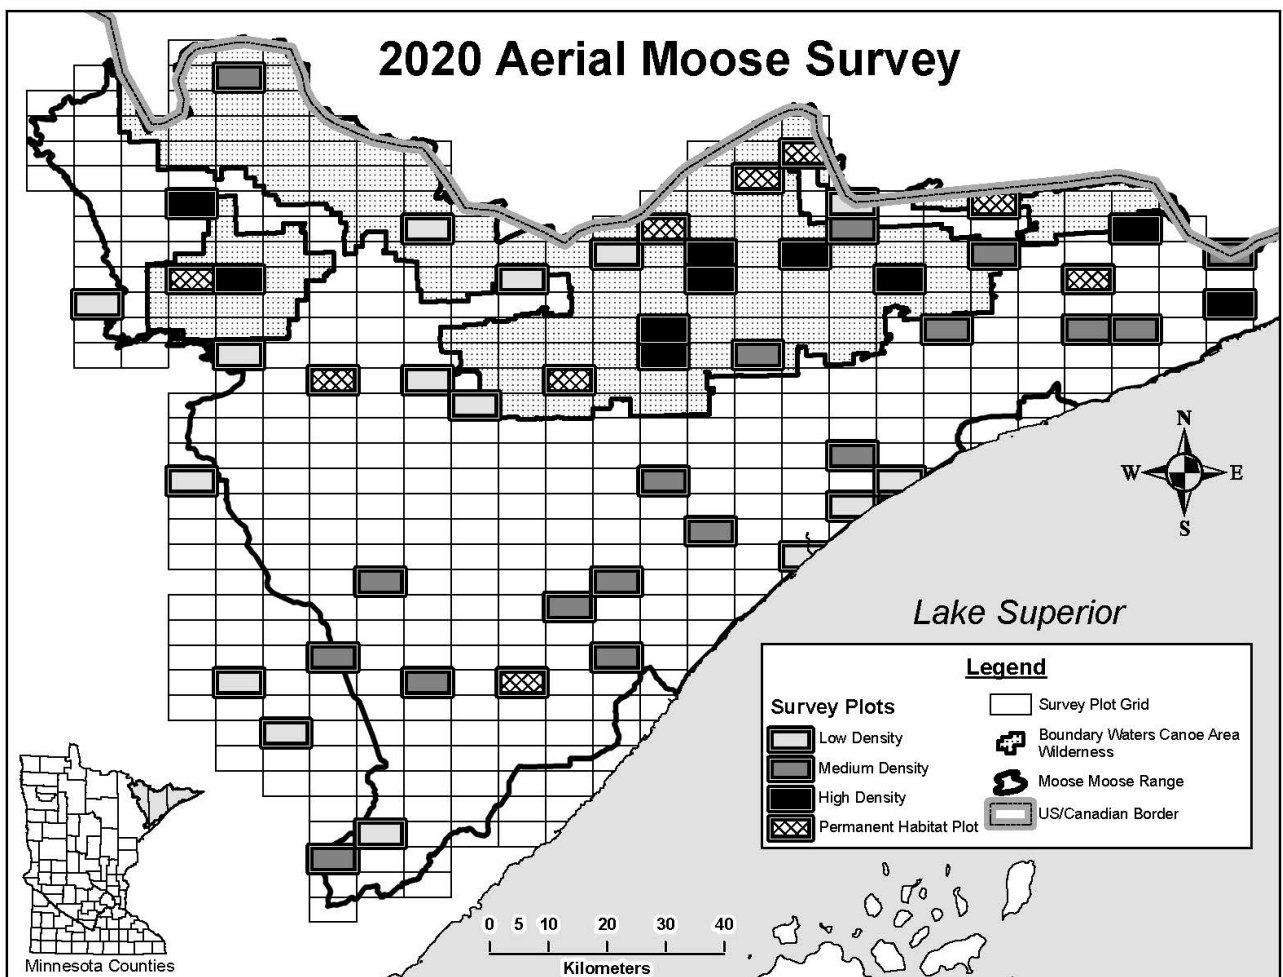 2020 Aerial Moose Survey
N
W
E
S
Lake Superior
Legend
Survey Plots
Low Density
Medium Density
High Density
Permanent Habitat Plot
Survey Plot Grid
Boundary Waters Canoe Area
Wilderness
Moose Moose Range
US/Canadian Border
0 5 10 20 30 40
Kilometers
Minnesota Counties